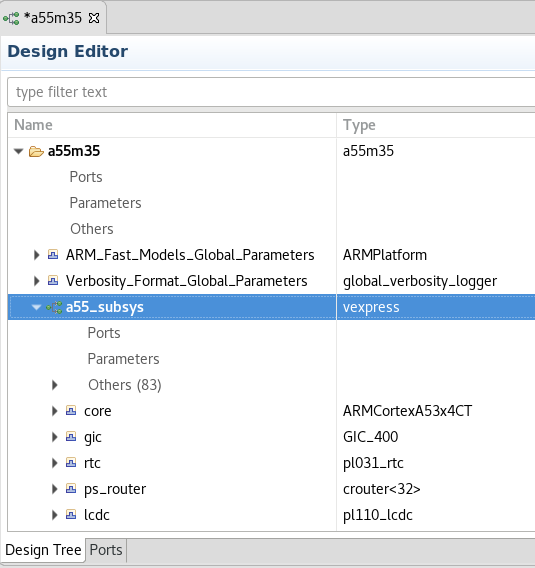 *a55m35
Design Editor
type filter text
Name Type
a55m35 a55m35
Ports
Parameters
Others
ARM_Fast_Models_Global_Parameters ARMPlatform
Verbosity_Format_Global_Parameters global_verbosity_logger
a55_subsys vexpress
Ports
Parameters
Others (83)
core ARMCortexA53x4CT
gic GIC_400
rtc pl031_rtc
ps_router crouter<32>
lcdc pl110_lcdc
Design Tree Ports